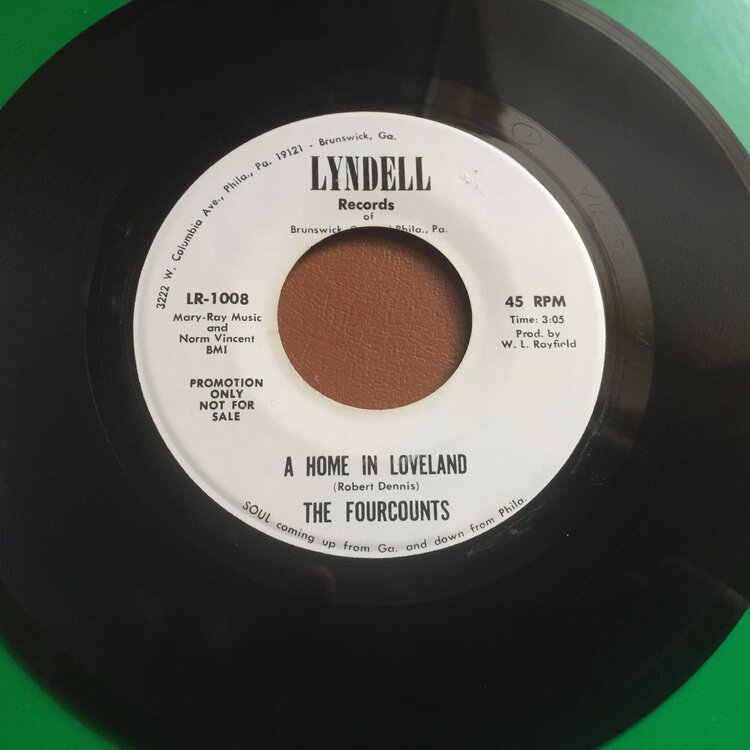 3222 W. Columbia Ave., Phila., Pa. 19121 - Brunswick, Ga.
LYNDELL
Records
of
Brunswick, Phila., Pa.
LR-1008
Mary-Ray Music
and
Norm Vincent
BMI
PROMOTION
ONLY
NOT FOR
SALE
45 RPM
Time: 3:05
Prod. by
W. L. Rayfield
A HOME IN LOVELAND
(Robert Dennis)
THE FOURCOUNTS
SOUL coming up from Ga. and down from Phila.